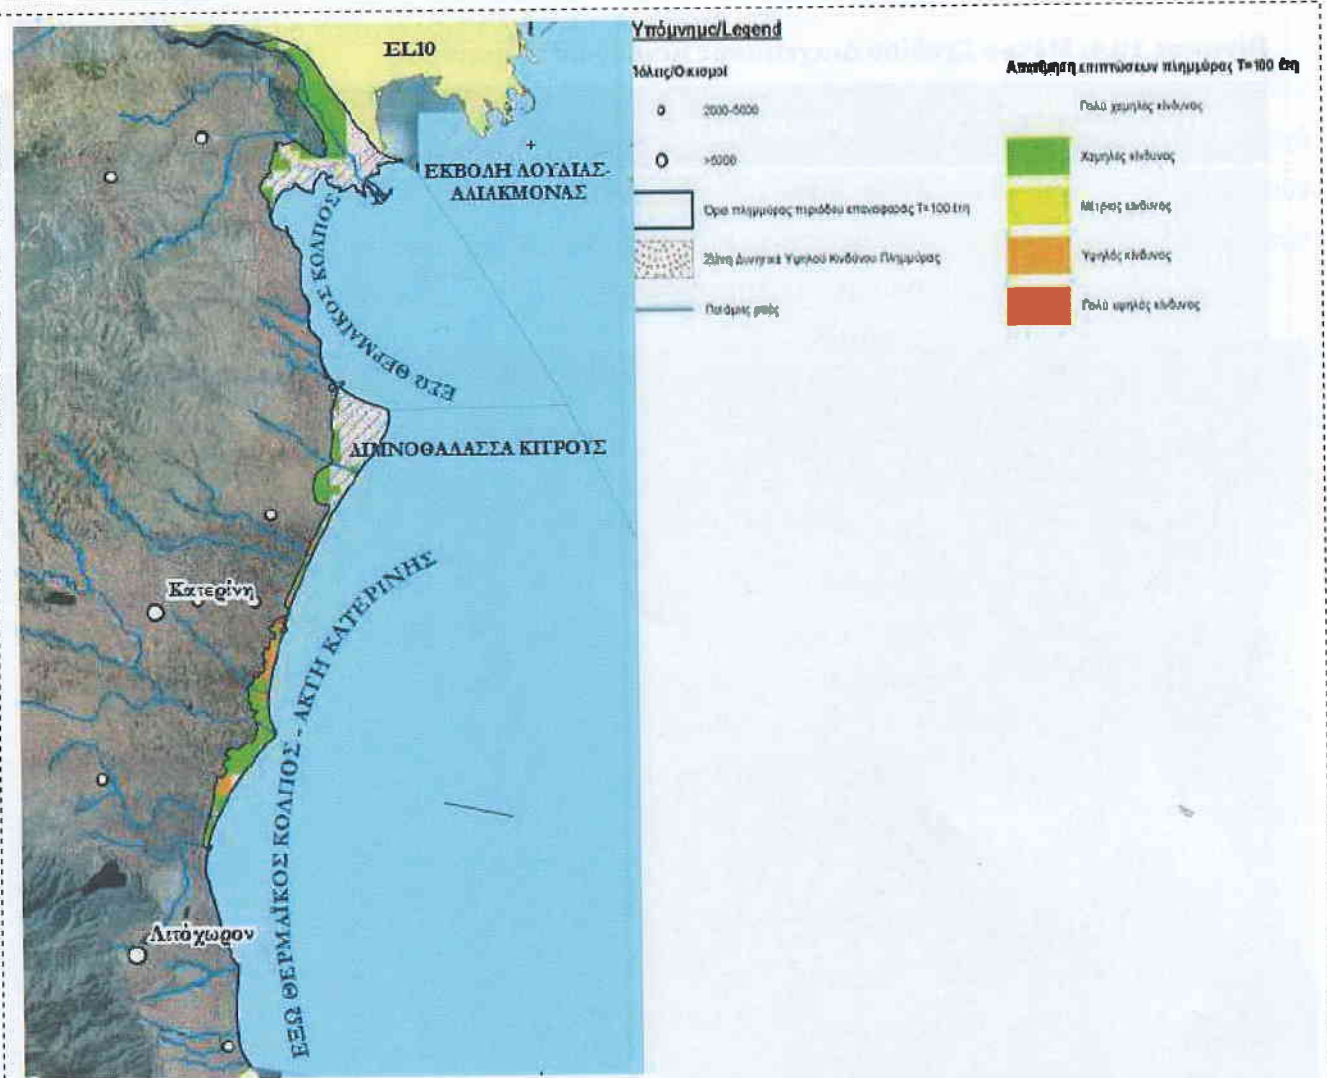 Υπόμνημα/Legend
Πόλεις/Οικισμοί
2000-5000
>5000
Όρια πλημμύρας περιόδου επαναφοράς T=100 έτη
Ζώνη Δυνητικά Υψηλού Κινδύνου Πλημμύρας
Ποτάμιες ροές
Αποτίμηση επιπτώσεων πλημμύρας T=100 έτη
Πολύ χαμηλός κίνδυνος
Χαμηλός κίνδυνος
Μέτριος κίνδυνος
Υψηλός κίνδυνος
Πολύ υψηλός κίνδυνος
EL10
ΕΚΒΟΛΗ ΛΟΥΔΙΑΣ-
ΑΛΙΑΚΜΟΝΑΣ
ΕΞΩ ΘΕΡΜΑΪΚΟΣ ΚΟΛΠΟΣ
ΛΙΜΝΟΘΑΛΑΣΣΑ ΚΙΤΡΟΥΣ
Κατερίνη
ΕΞΩ ΘΕΡΜΑΪΚΟΣ ΚΟΛΠΟΣ - ΑΚΤΗ ΚΑΤΕΡΙΝΗΣ
Λιτόχωρον